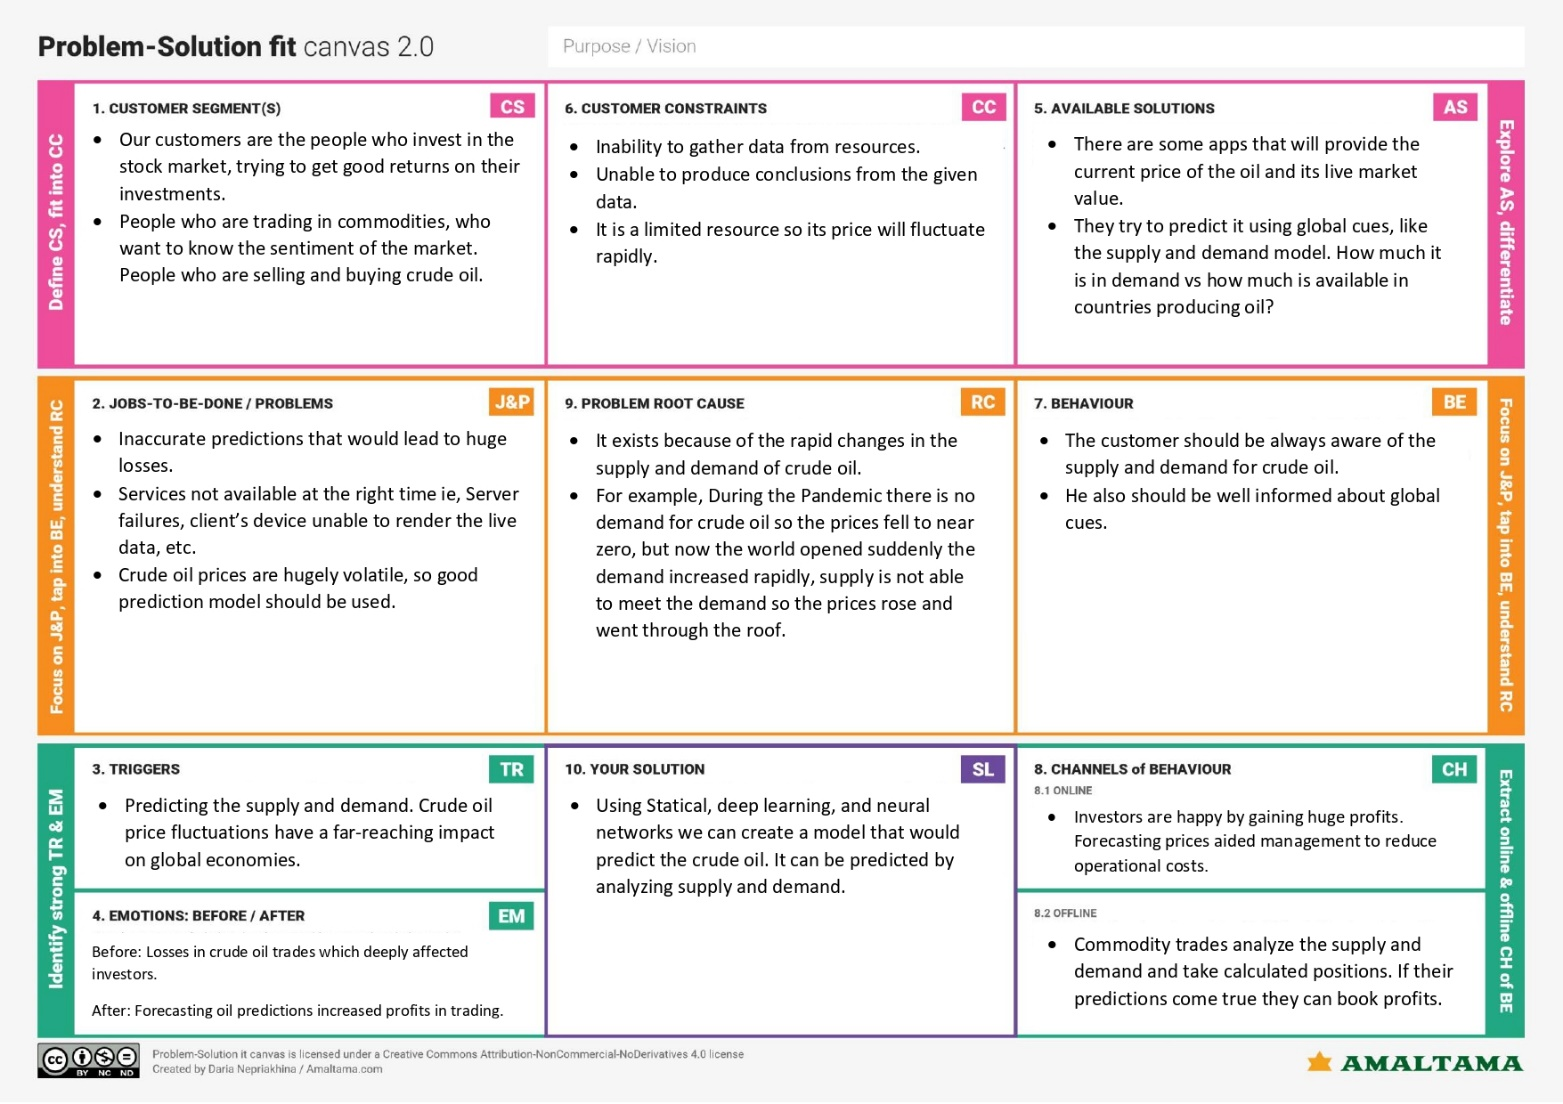 Problem-Solution fit canvas 2.0
Purpose / Vision
Define CS, fit into CC
1. CUSTOMER SEGMENT(S)
CS
• Our customers are the people who invest in the
stock market, trying to get good returns on their
investments.
• People who are trading in commodities, who
want to know the sentiment of the market.
People who are selling and buying crude oil.
6. CUSTOMER CONSTRAINTS
CC
• Inability to gather data from resources.
• Unable to produce conclusions from the given
data.
• It is a limited resource so its price will fluctuate
rapidly.
5. AVAILABLE SOLUTIONS
AS
• There are some apps that will provide the
current price of the oil and its live market
value.
• They try to predict it using global cues, like
the supply and demand model. How much it
is in demand vs how much is available in
countries producing oil?
Explore AS, differentiate
Focus on J&P, tap into BE, understand RC
2. JOBS-TO-BE-DONE / PROBLEMS
J&P
• Inaccurate predictions that would lead to huge
losses.
• Services not available at the right time ie, Server
failures, client’s device unable to render the live
data, etc.
• Crude oil prices are hugely volatile, so good
prediction model should be used.
9. PROBLEM ROOT CAUSE
RC
• It exists because of the rapid changes in the
supply and demand of crude oil.
• For example, During the Pandemic there is no
demand for crude oil so the prices fell to near
zero, but now the world opened suddenly the
demand increased rapidly, supply is not able
to meet the demand so the prices rose and
went through the roof.
7. BEHAVIOUR
BE
• The customer should be always aware of the
supply and demand for crude oil.
• He also should be well informed about global
cues.
Focus on J&P, tap into BE, understand RC
Identify strong TR & EM
3. TRIGGERS
TR
• Predicting the supply and demand. Crude oil
price fluctuations have a far-reaching impact
on global economies.
4. EMOTIONS: BEFORE / AFTER
EM
Before: Losses in crude oil trades which deeply affected
investors.
After: Forecasting oil predictions increased profits in trading.
10. YOUR SOLUTION
SL
• Using Statical, deep learning, and neural
networks we can create a model that would
predict the crude oil. It can be predicted by
analyzing supply and demand.
8. CHANNELS of BEHAVIOUR
CH
8.1 ONLINE
• Investors are happy by gaining huge profits.
Forecasting prices aided management to reduce
operational costs.
8.2 OFFLINE
• Commodity trades analyze the supply and
demand and take calculated positions. If their
predictions come true they can book profits.
Extract online & offline CH of BE
cc BY NC ND
Problem-Solution it canvas is licensed under a Creative Commons Attribution-NonCommercial-NoDerivatives 4.0 license
Created by Daria Nepriakhina / Amaltama.com
AMALTAMA